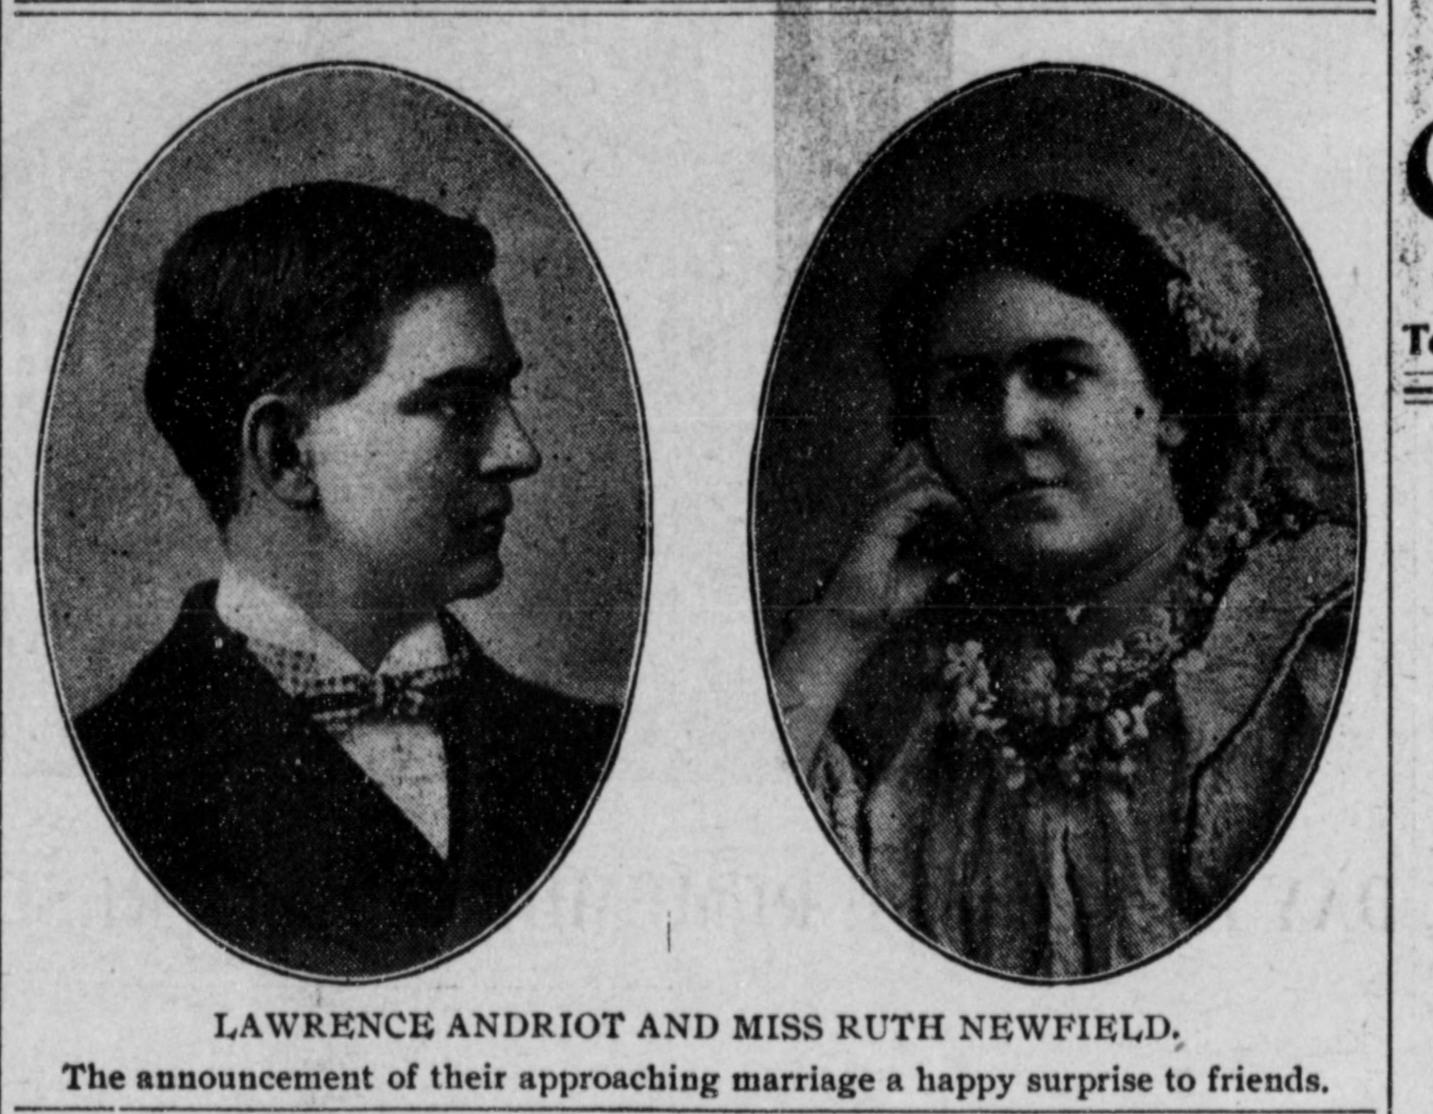 LAWRENCE ANDRIOT AND MISS RUTH NEWFIELD.
The announcement of their approaching marriage a happy surprise to friends.